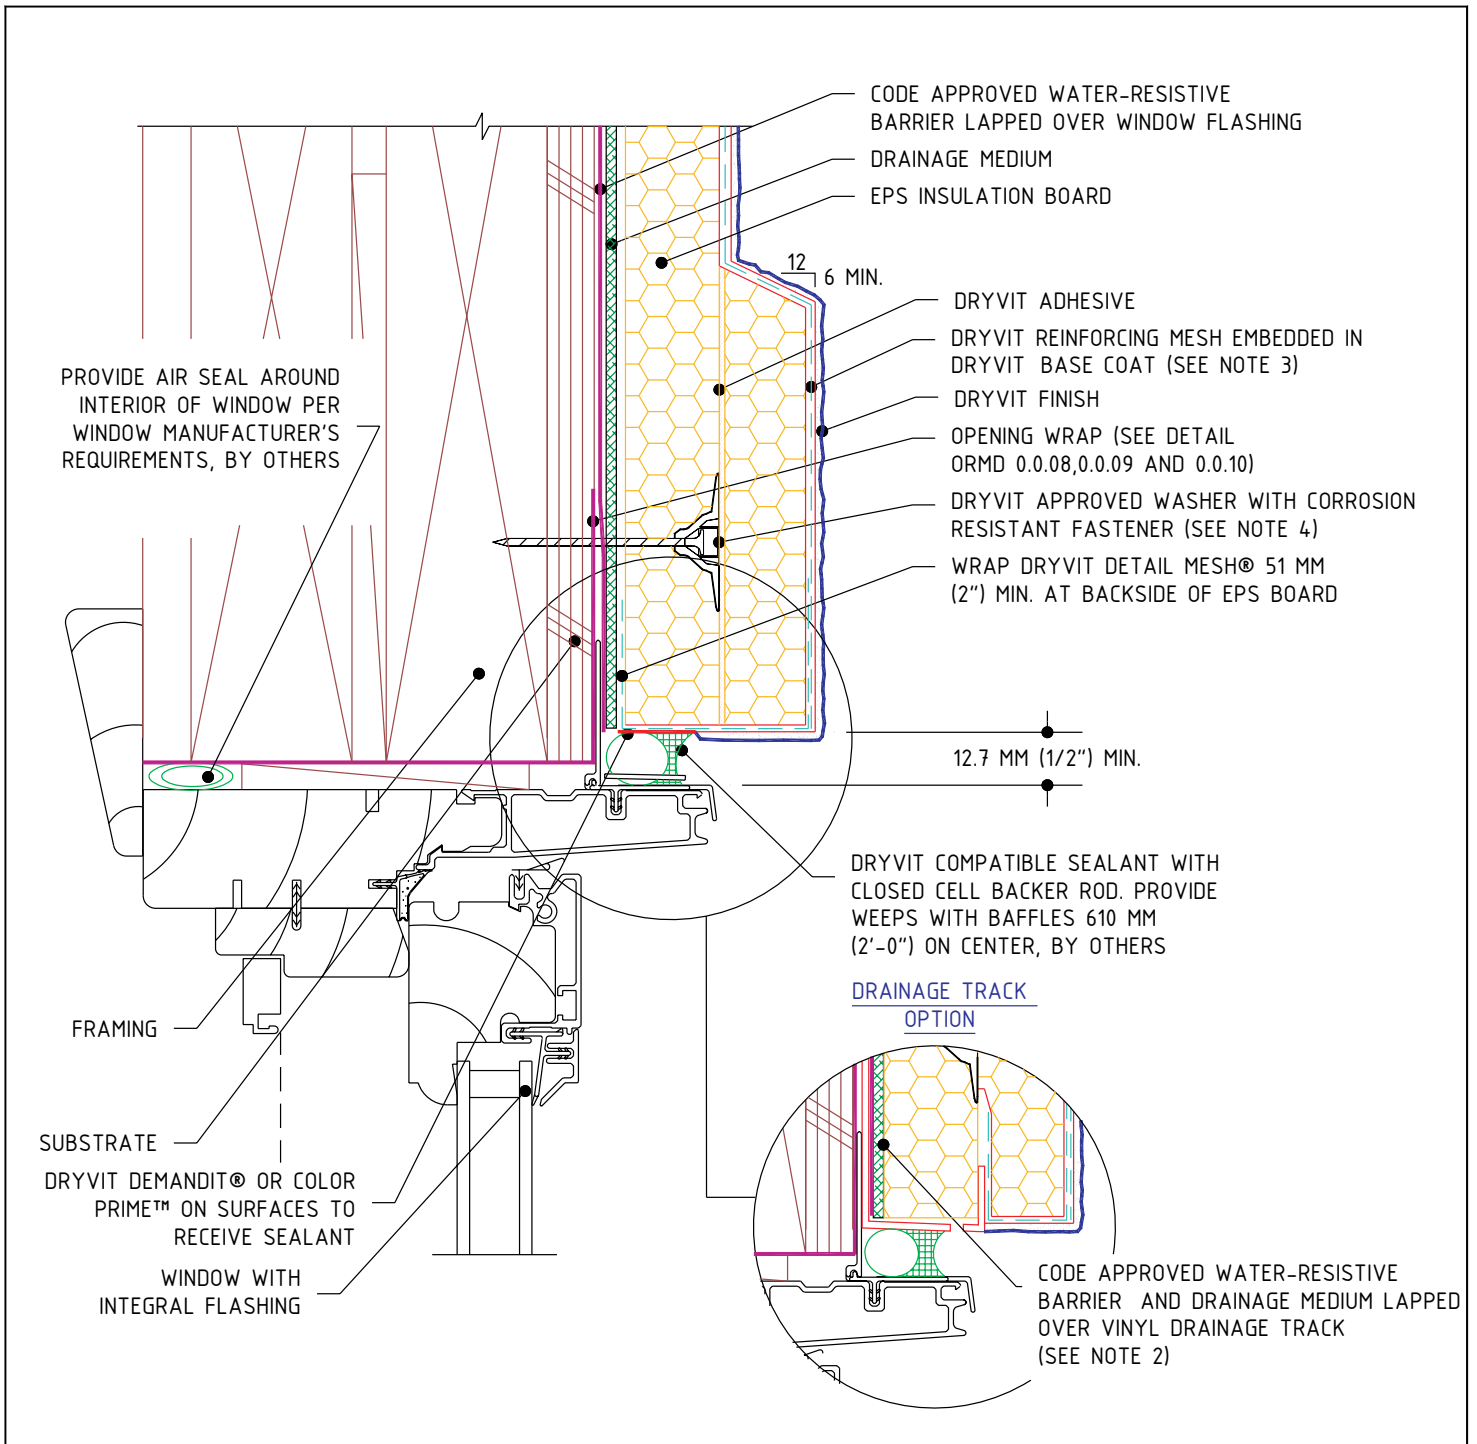 CODE APPROVED WATER-RESISTIVE
BARRIER LAPPED OVER WINDOW FLASHING
DRAINAGE MEDIUM
EPS INSULATION BOARD
12
6 MIN.
DRYVIT ADHESIVE
DRYVIT REINFORCING MESH EMBEDDED IN
DRYVIT BASE COAT (SEE NOTE 3)
DRYVIT FINISH
OPENING WRAP (SEE DETAIL
ORMD 0.0.08,0.0.09 AND 0.0.10)
DRYVIT APPROVED WASHER WITH CORROSION
RESISTANT FASTENER (SEE NOTE 4)
WRAP DRYVIT DETAIL MESH® 51 MM
(2") MIN. AT BACKSIDE OF EPS BOARD
PROVIDE AIR SEAL AROUND
INTERIOR OF WINDOW PER
WINDOW MANUFACTURER'S
REQUIREMENTS, BY OTHERS
12.7 MM (1/2") MIN.
DRYVIT COMPATIBLE SEALANT WITH
CLOSED CELL BACKER ROD. PROVIDE
WEEPS WITH BAFFLES 610 MM
(2'-0") ON CENTER, BY OTHERS
DRAINAGE TRACK
OPTION
FRAMING
SUBSTRATE
DRYVIT DEMANDIT® OR COLOR
PRIME™ ON SURFACES TO
RECEIVE SEALANT
WINDOW WITH
INTEGRAL FLASHING
CODE APPROVED WATER-RESISTIVE
BARRIER AND DRAINAGE MEDIUM LAPPED
OVER VINYL DRAINAGE TRACK
(SEE NOTE 2)